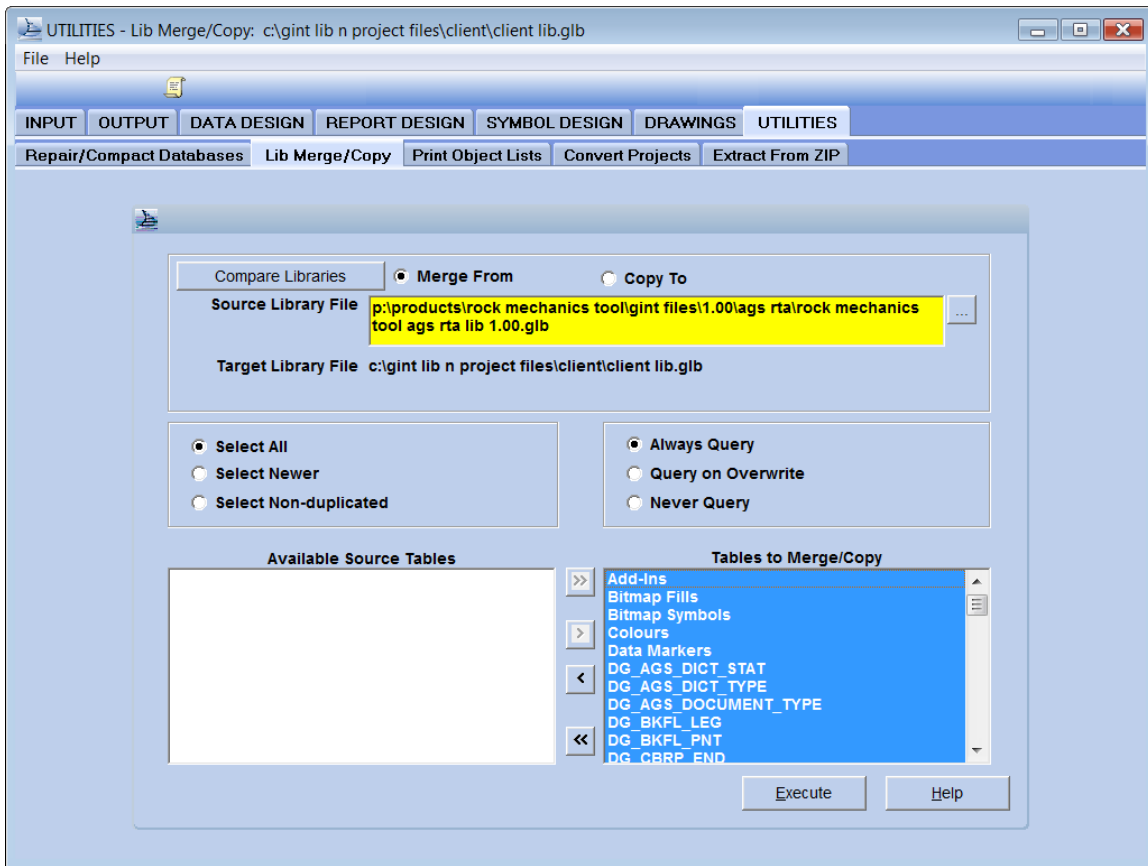 UTILITIES - Lib Merge/Copy: c:\gint lib n project files\client\client lib.glb
File Help
INPUT OUTPUT DATA DESIGN REPORT DESIGN SYMBOL DESIGN DRAWINGS UTILITIES
Repair/Compact Databases Lib Merge/Copy Print Object Lists Convert Projects Extract From ZIP
Compare Libraries Merge From Copy To
Source Library File p:\products\rock mechanics tool\gint files\1.00\ags rta\rock mechanics
tool ags rta lib 1.00.glb ...
Target Library File c:\gint lib n project files\client\client lib.glb
Select All
Select Newer
Select Non-duplicated
Always Query
Query on Overwrite
Never Query
Available Source Tables
>>
>
<
<<
Tables to Merge/Copy
Add-Ins
Bitmap Fills
Bitmap Symbols
Colours
Data Markers
DG_AGS_DICT_STAT
DG_AGS_DICT_TYPE
DG_AGS_DOCUMENT_TYPE
DG_BKFL_LEG
DG_BKFL_PNT
DG_CBRP_END
Execute Help